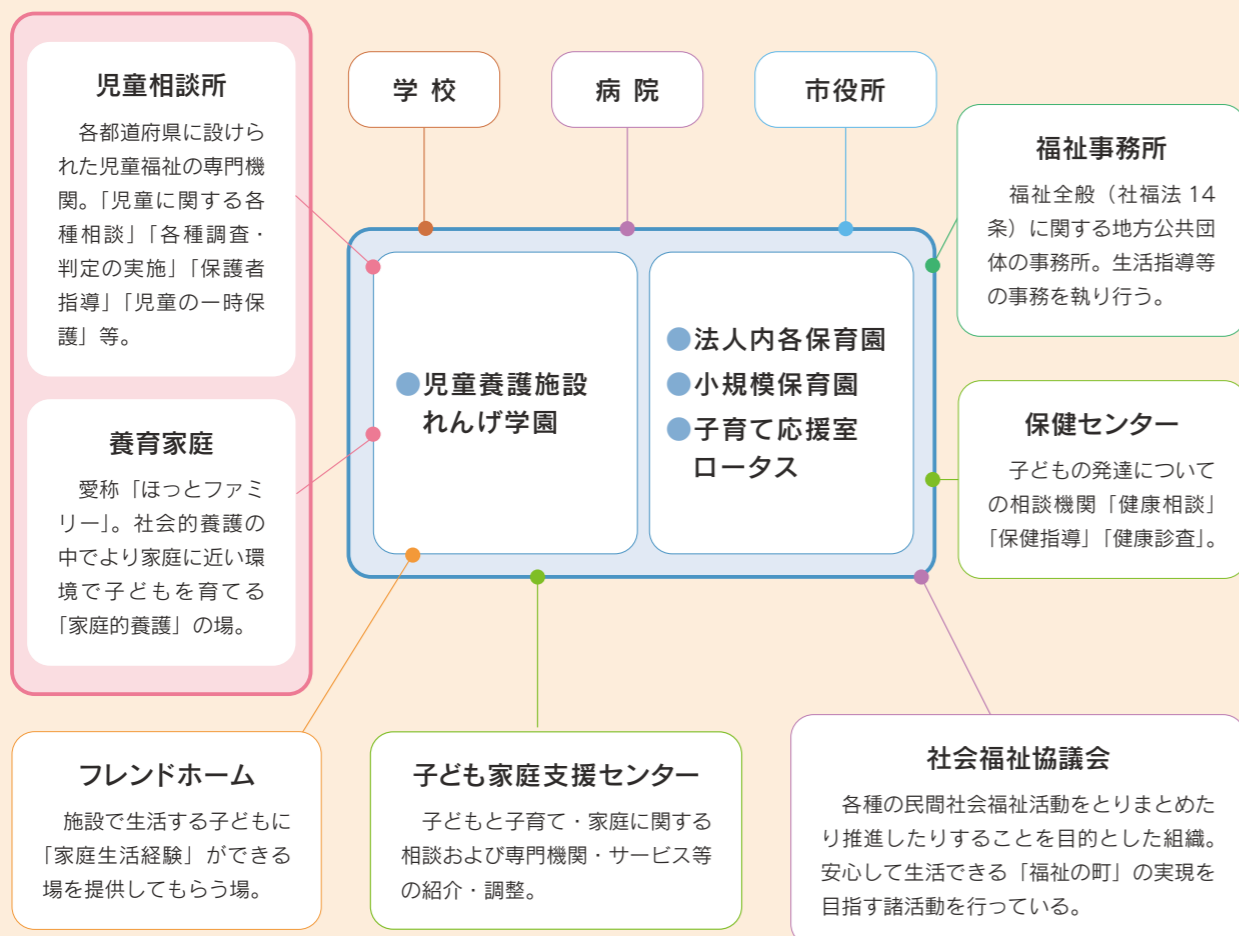 児童相談所
各都道府県に設けら
れた児童福祉の専門機
関。「児童に関する各
種相談」「各種調査・
判定の実施」「保護者
指導」「児童の一時保
護」等。
養育家庭
愛称「ほっとファミ
リー」。社会的養護の
中でより家庭に近い環
境で子どもを育てる
「家庭的養護」の場。
学校
病院
市役所
福祉事務所
福祉全般（社福法 14
条）に関する地方公共団
体の事務所。生活指導等
の事務を執り行う。
●児童養護施設
れんげ学園
●法人内各保育園
●小規模保育園
●子育て応援室
ロータス
保健センター
子どもの発達について
の相談機関「健康相談」
「保健指導」「健康診査」。
フレンドホーム
施設で生活する子どもに
「家庭生活経験」ができる
場を提供してもらう場。
子ども家庭支援センター
子どもと子育て・家庭に関する
相談および専門機関・サービス等
の紹介・調整。
社会福祉協議会
各種の民間社会福祉活動をとりまとめた
り推進したりすることを目的とした組織。
安心して生活できる「福祉の町」の実現を
目指す諸活動を行っている。